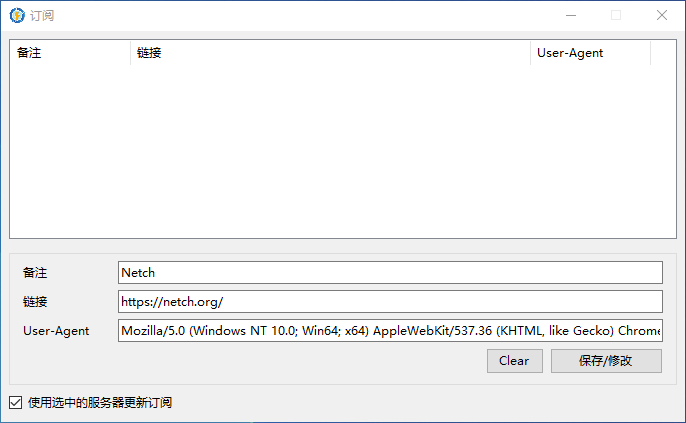 订阅
备注 链接 User-Agent
备注 Netch
链接 https://netch.org/
User-Agent Mozilla/5.0 (Windows NT 10.0; Win64; x64) AppleWebKit/537.36 (KHTML, like Gecko) Chrome
Clear 保存/修改
使用选中的服务器更新订阅